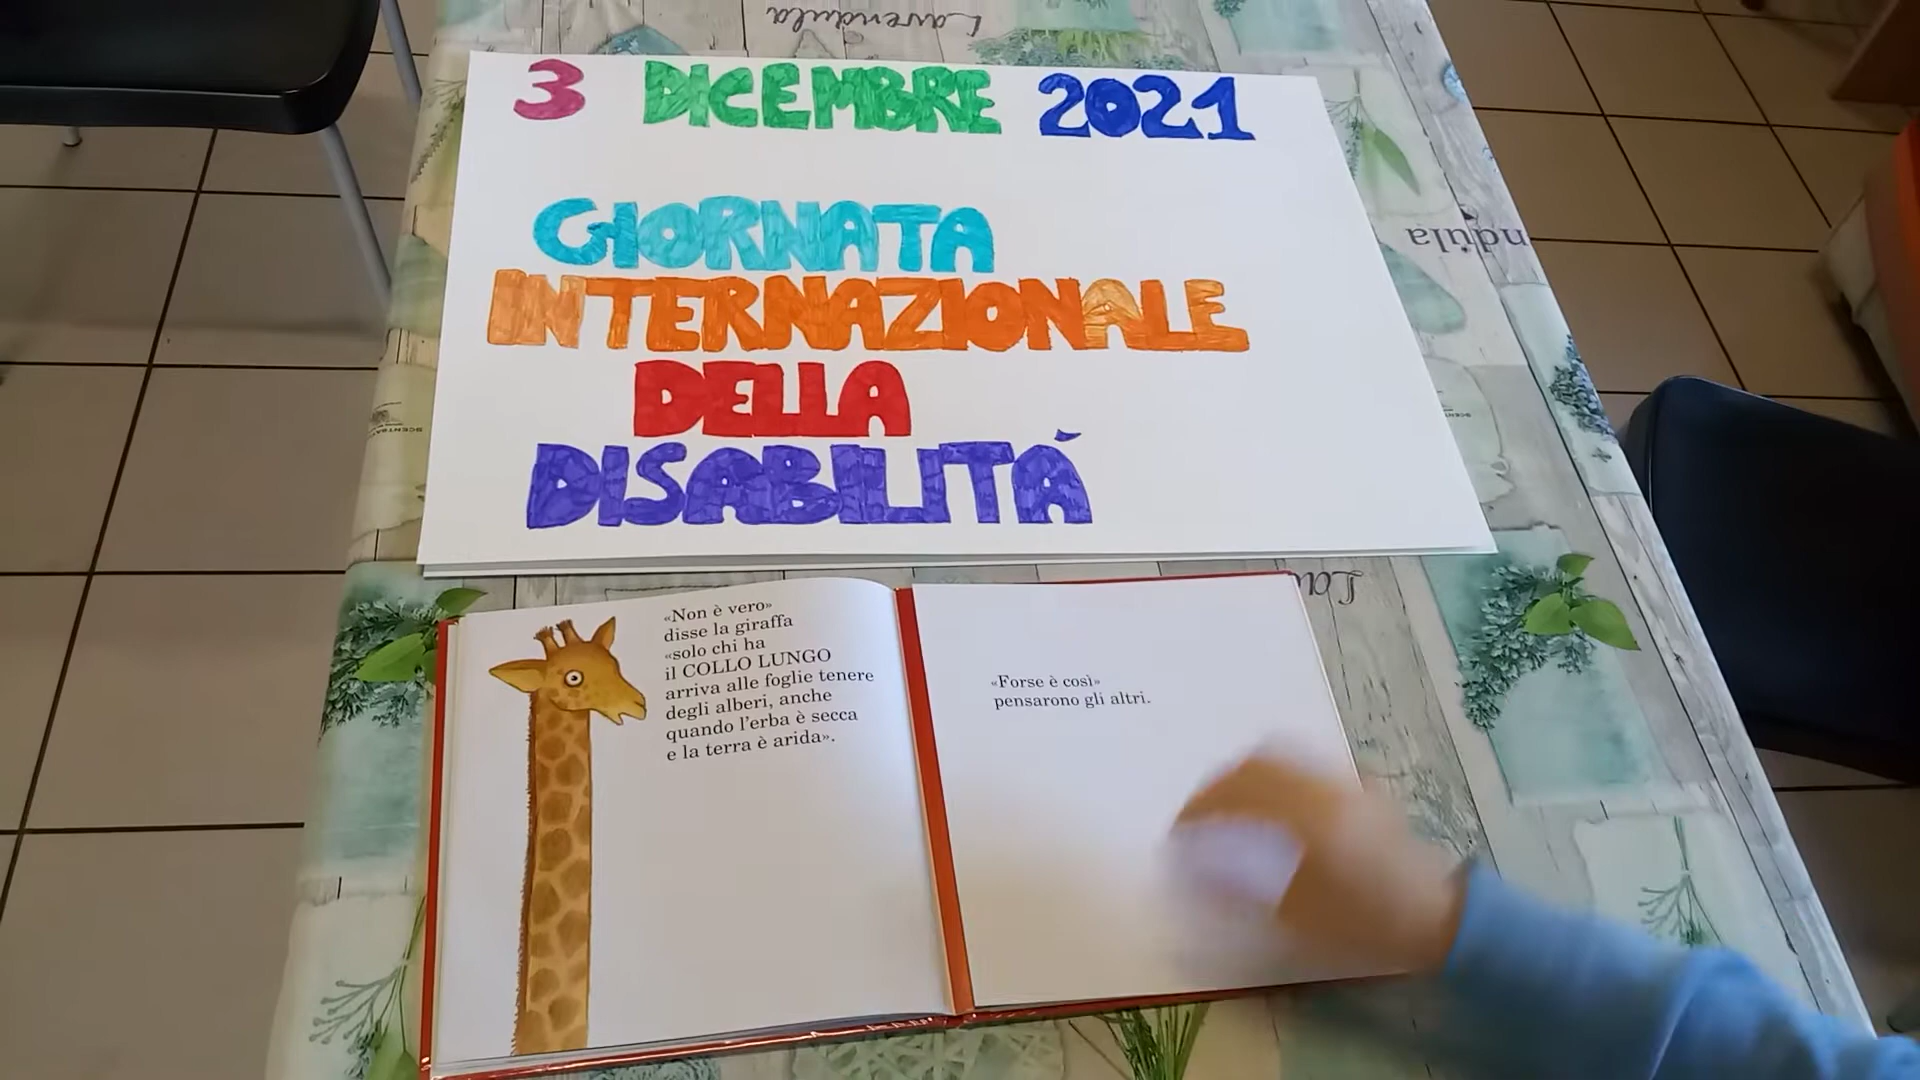 Lavendula
3 DICEMBRE 2021
GIORNATA
INTERNAZIONALE
DELLA
DISABILITÁ
«Non è vero»
disse la giraffa
«solo chi ha
il COLLO LUNGO
arriva alle foglie tenere
degli alberi, anche
quando l'erba è secca
e la terra è arida».
«Forse è così»
pensarono gli altri.